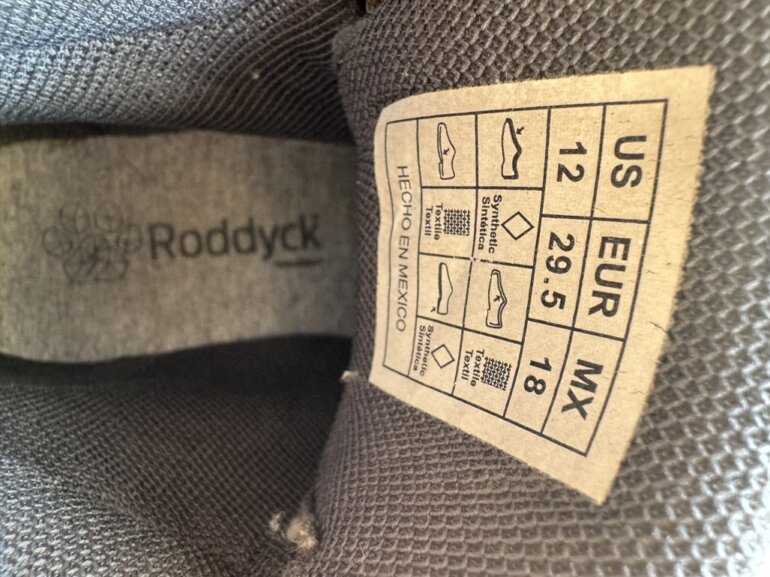 Roddyck
US EUR MX
12 29.5 18
Synthetic
Sintética
Textile
Textil
Textile
Textil
Synthetic
Sintética
HECHO EN MEXICO